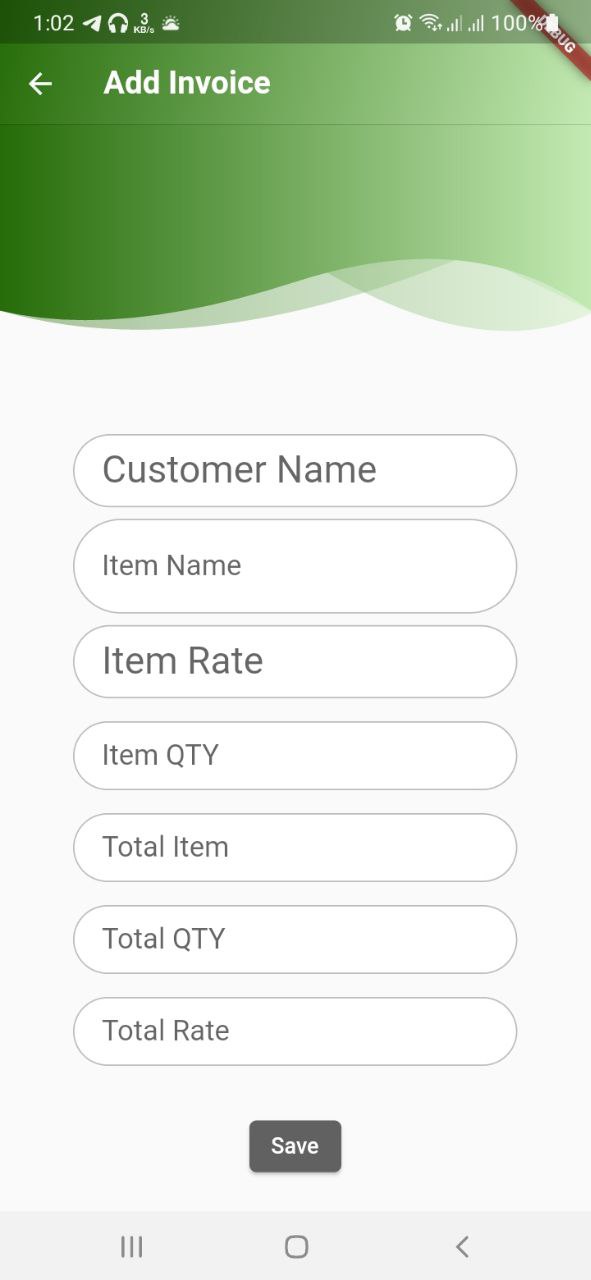 1:02 3 KB/s 100%
DEBUG
Add Invoice
Customer Name
Item Name
Item Rate
Item QTY
Total Item
Total QTY
Total Rate
Save